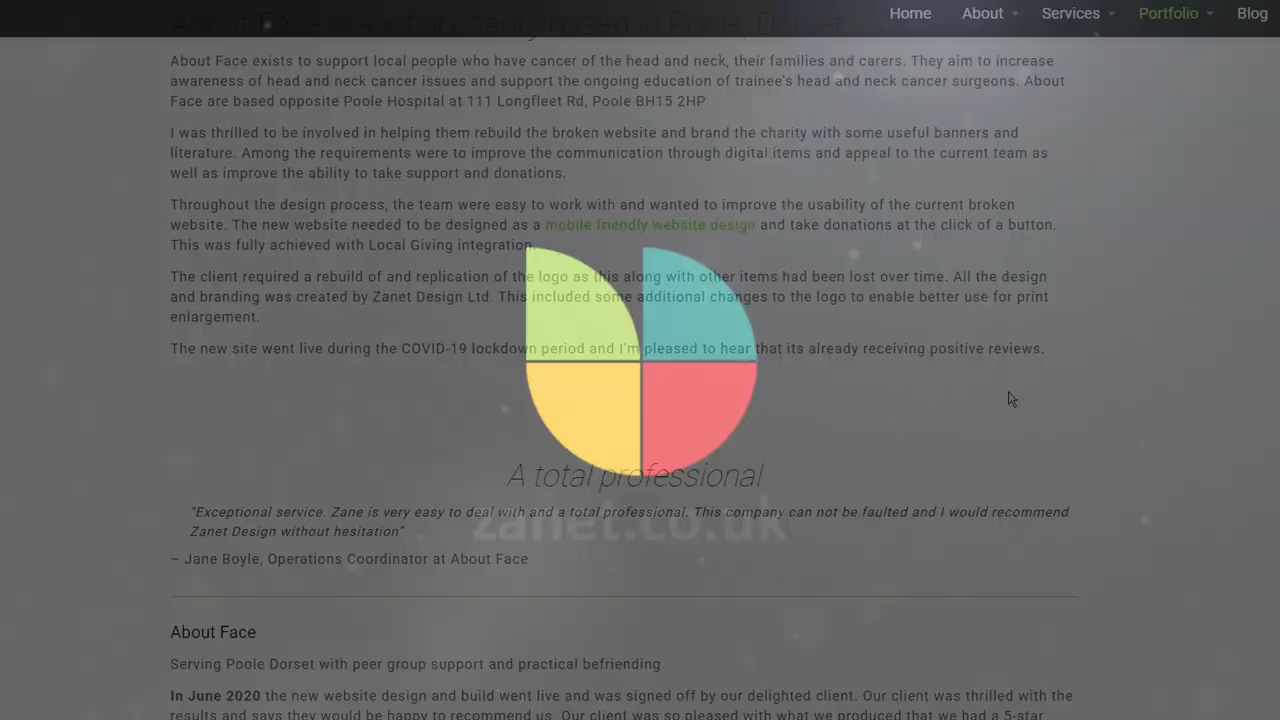 Home About Services Portfolio Blog
About Face is a local charity based in Poole, Dorset
About Face exists to support local people who have cancer of the head and neck, their families and carers. They aim to increase
awareness of head and neck cancer issues and support the ongoing education of trainee's head and neck cancer surgeons. About
Face are based opposite Poole Hospital at 111 Longfleet Rd, Poole BH15 2HP
I was thrilled to be involved in helping them rebuild the broken website and brand the charity with some useful banners and
literature. Among the requirements were to improve the communication through digital items and appeal to the current team as
well as improve the ability to take support and donations.
Throughout the design process, the team were easy to work with and wanted to improve the usability of the current broken
website. The new website needed to be designed as a mobile friendly website design and take donations at the click of a button.
This was fully achieved with Local Giving integration.
The client required a rebuild of and replication of the logo as this along with other items had been lost over time. All the design
and branding was created by Zanet Design Ltd. This included some additional changes to the logo to enable better use for print
enlargement.
The new site went live during the COVID-19 lockdown period and I'm pleased to hear that its already receiving positive reviews.
A total professional
"Exceptional service. Zane is very easy to deal with and a total professional. This company can not be faulted and I would recommend
zanet.co.uk
Zanet Design without hesitation"
– Jane Boyle, Operations Coordinator at About Face
About Face
Serving Poole Dorset with peer group support and practical befriending
In June 2020 the new website design and build went live and was signed off by our delighted client. Our client was thrilled with the
results and says they would be happy to recommend us. Our client was so pleased with what we produced that we had a 5-star